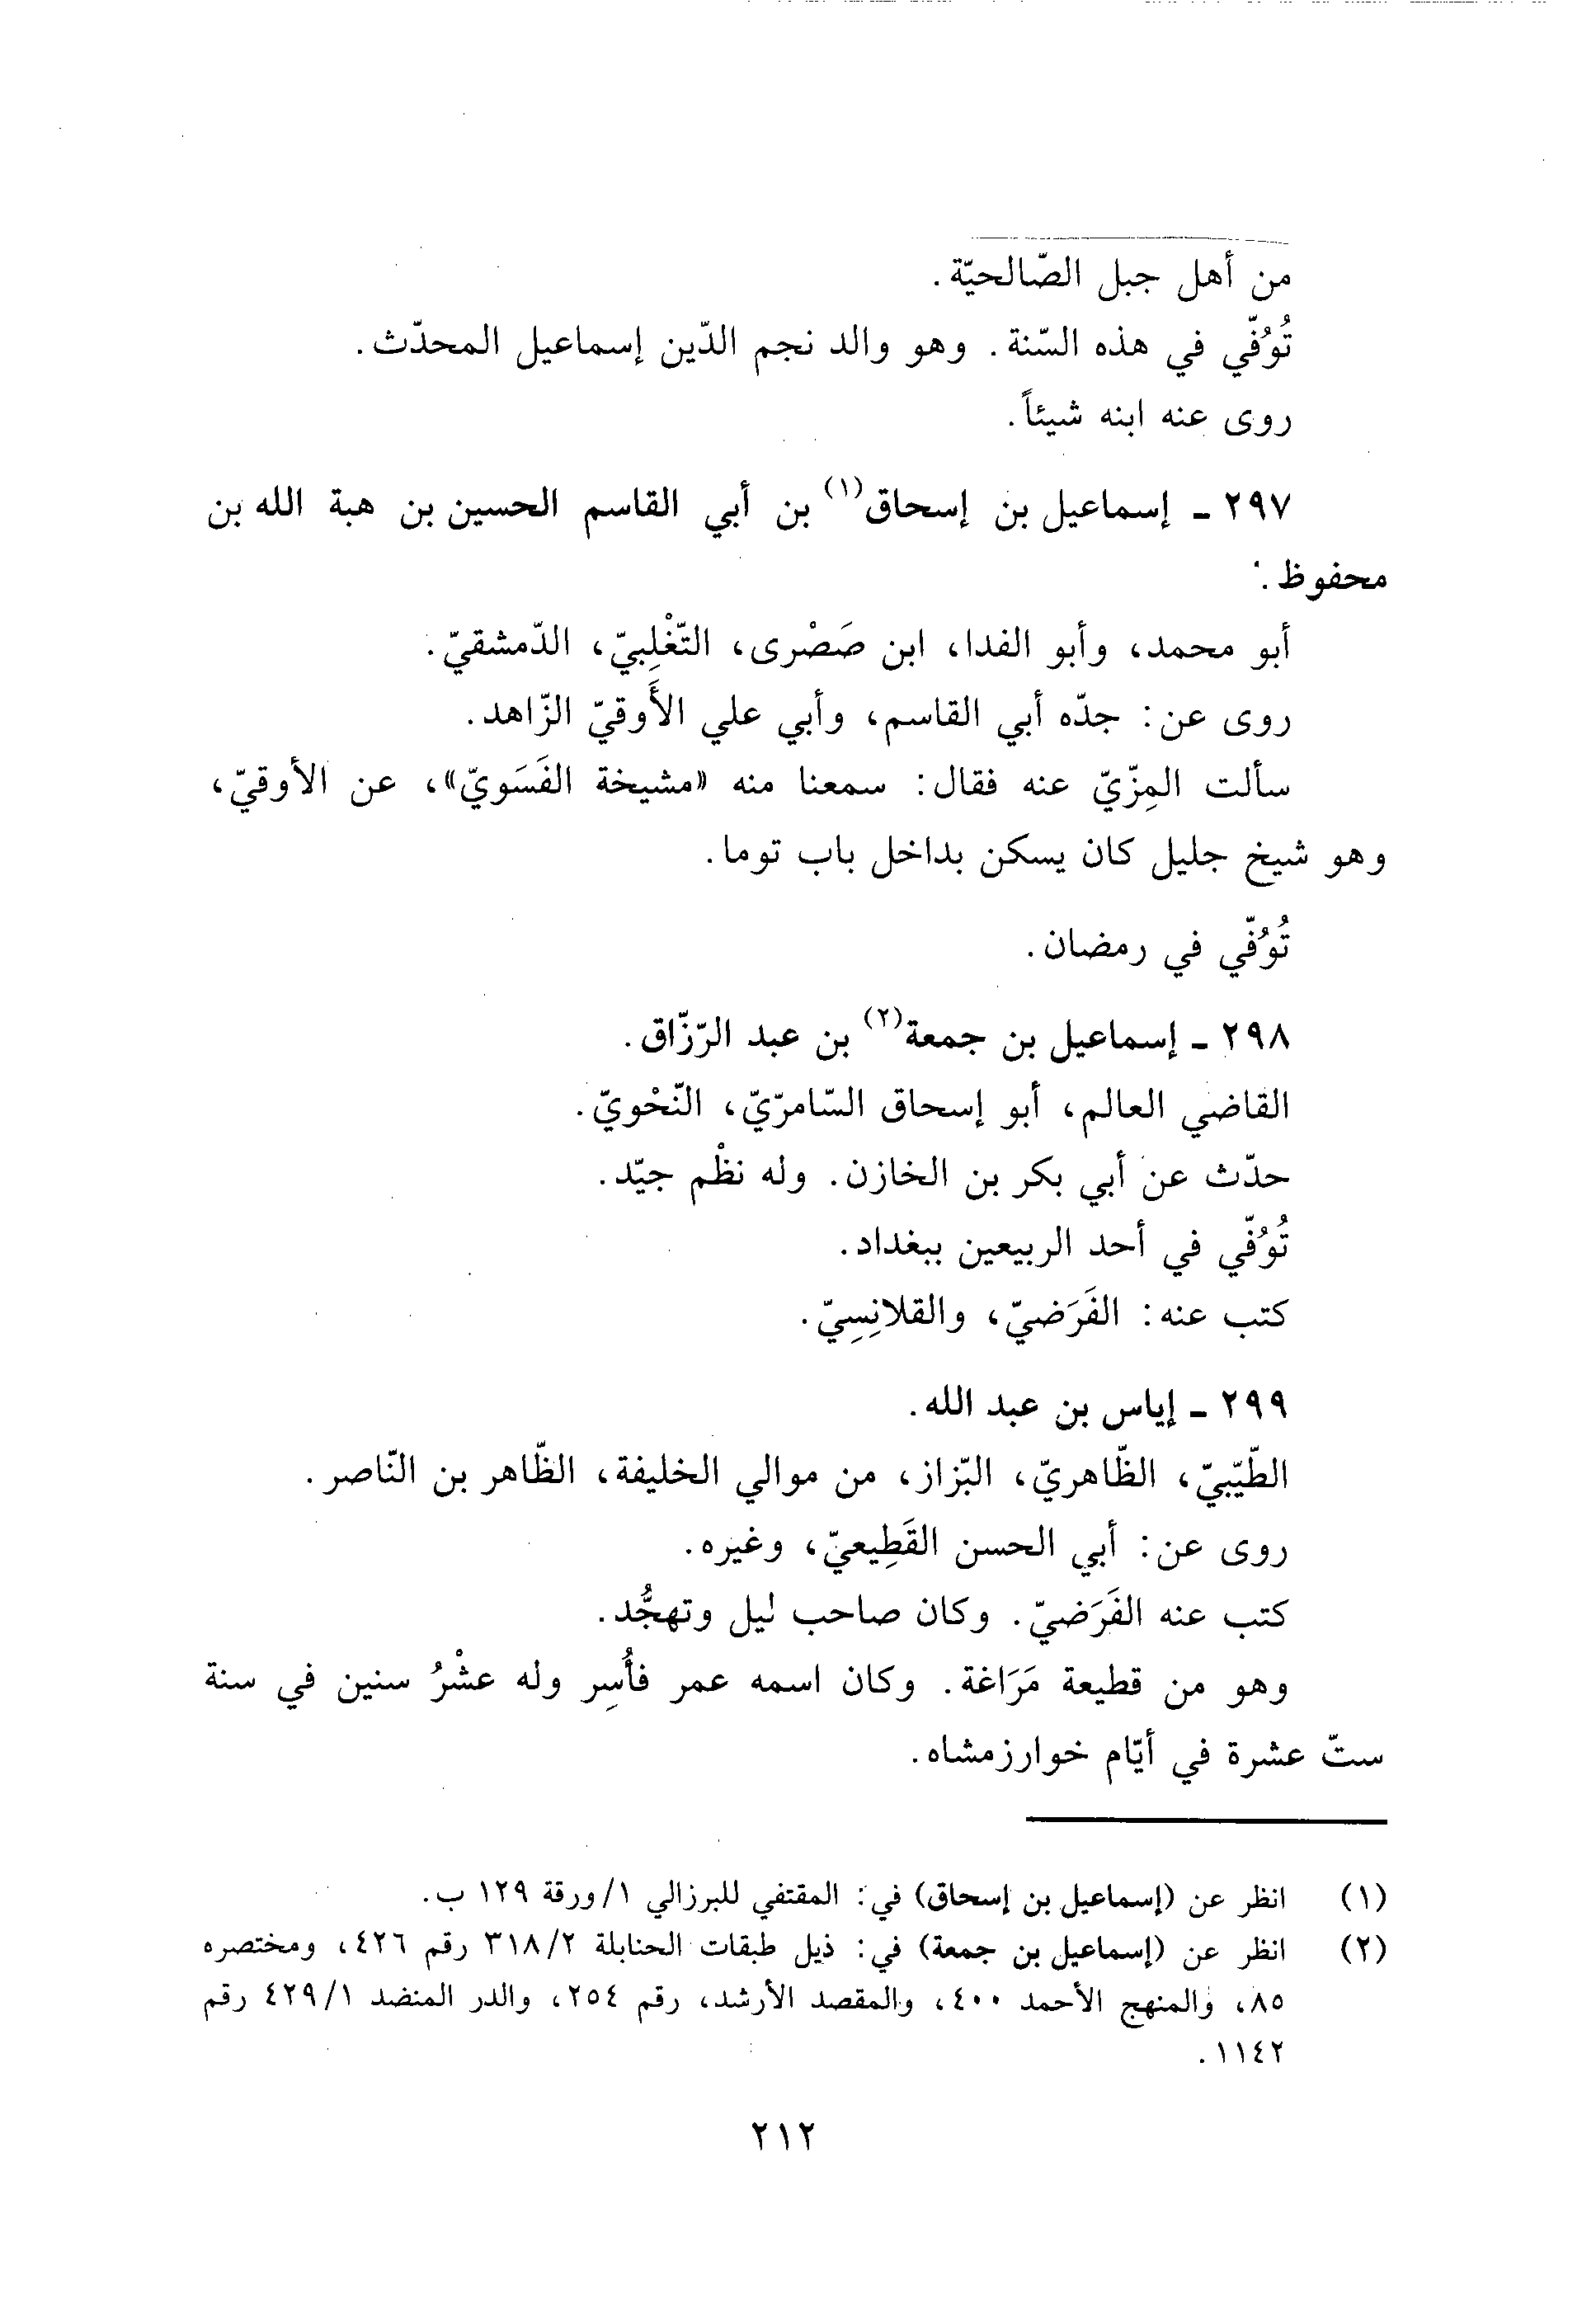 من أهل جبل الصّالحيّة.
تُوُفّي في هذه السّنة. وهو والد نجم الدّين إسماعيل المحدّث.
روى عنه ابنه شيئاً.
٢٩٧ ـ إسماعيل بن إسحاق(١) بن أبي القاسم الحسين بن هبة الله بن
محفوظ.
أبو محمد، وأبو الفدا، ابن صَصْرى، التّغْلِبيّ، الدّمشقيّ.
روى عن: جدّه أبي القاسم، وأبي علي الأَوقيّ الزّاهد.
سألت المِزّيّ عنه فقال: سمعنا منه «مشيخة الفَسَويّ»، عن الأوقيّ،
وهو شيخ جليل كان يسكن بداخل باب توما.
تُوُفّي في رمضان.
٢٩٨ ـ إسماعيل بن جمعة(٢) بن عبد الرّزّاق.
القاضي العالم، أبو إسحاق السّامرّيّ، النّحْويّ.
حدّث عن أبي بكر بن الخازن. وله نظْم جيّد.
تُوُفّي في أحد الربيعين ببغداد.
كتب عنه: الفَرَضيّ، والقلانِسِيّ.
٢٩٩ ـ إياس بن عبد الله.
الطّيّبيّ، الظّاهريّ، البّزاز، من موالي الخليفة، الظّاهر بن النّاصر.
روى عن: أبي الحسن القَطِيعيّ، وغيره.
كتب عنه الفَرَضيّ. وكان صاحب ليل وتهجُّد.
وهو من قطيعة مَرَاغة. وكان اسمه عمر فأُسِر وله عشْرُ سنين في سنة
ستّ عشرة في أيّام خوارزمشاه.
(١) انظر عن (إسماعيل بن إسحاق) في: المقتفي للبرزالي ١/ورقة ١٢٩ ب.
(٢) انظر عن (إسماعيل بن جمعة) في: ذيل طبقات الحنابلة ٣١٨/٢ رقم ٤٢٦، ومختصره
٨٥، والمنهج الأحمد ٤٠٠، والمقصد الأرشد، رقم ٢٥٤، والدر المنضد ٤٢٩/١ رقم
١١٤٢.
٢١٢